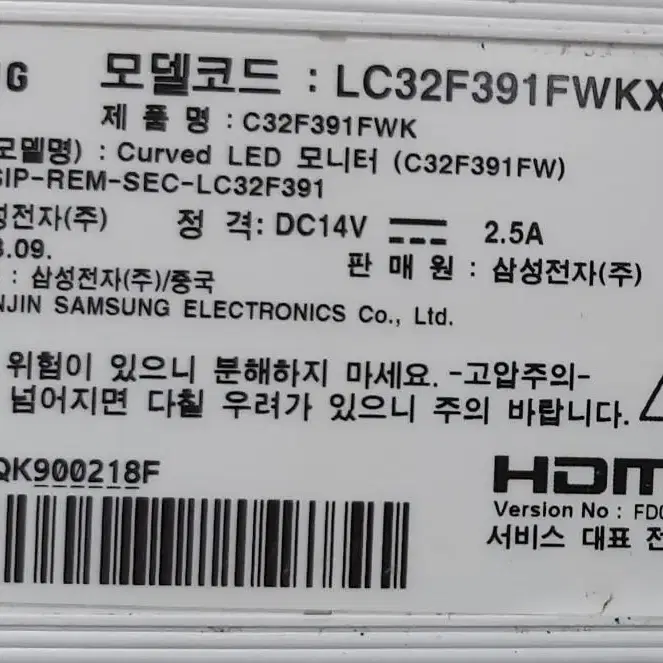 NG
모델코드 : LC32F391FWKX
제 품 명 : C32F391FWK
모델명) : Curved LED 모니터 (C32F391FW)
SIP-REM-SEC-LC32F391
성전자(주) 정 격: DC14V 2.5A
.09.
판 매 원 : 삼성전자(주)
: 삼성전자(주)/중국
NJIN SAMSUNG ELECTRONICS Co., Ltd.
위험이 있으니 분해하지 마세요. -고압주의-
넘어지면 다칠 우려가 있으니 주의 바랍니다.
QK900218F
HDM
Version No : FD0
서비스 대표 전